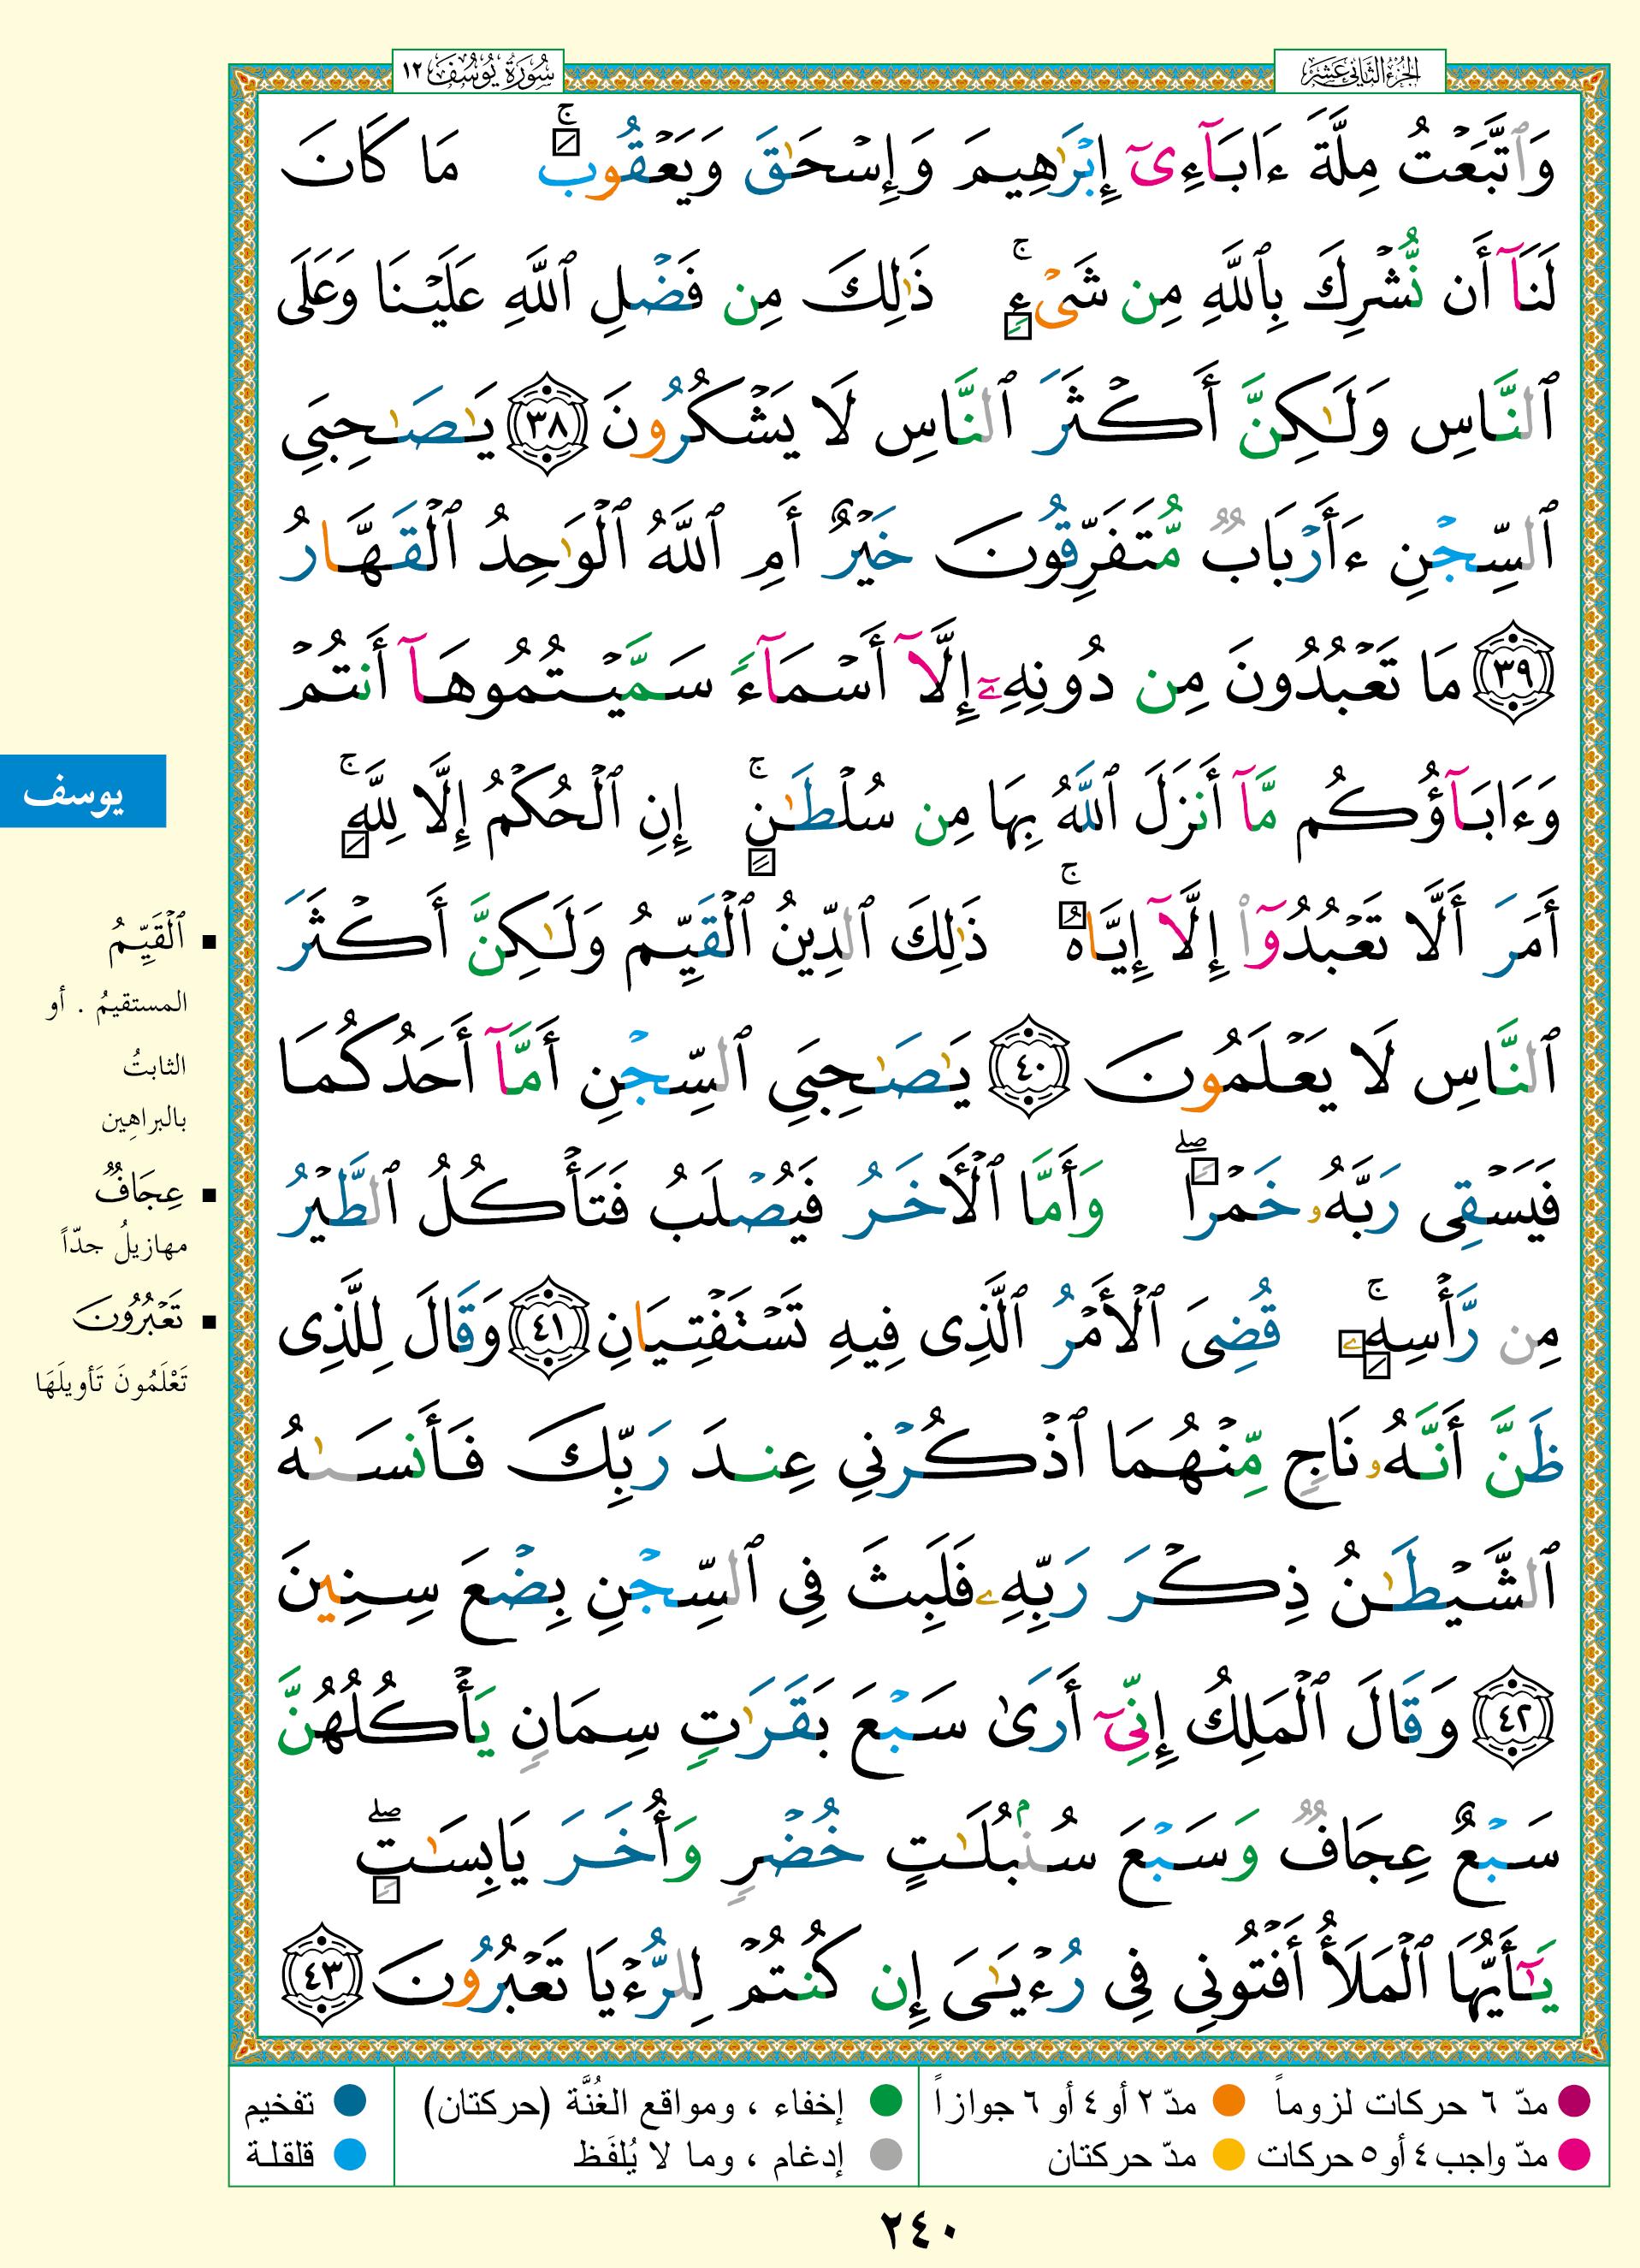 الجزء الثاني عشر
سورة يوسف ١٢
وَٱتَّبَعْتُ مِلَّةَ ءَابَآءِىٓ إِبْرَٰهِيمَ وَإِسْحَٰقَ وَيَعْقُوبَ ۚ مَا كَانَ
لَنَآ أَن نُّشْرِكَ بِٱللَّهِ مِن شَىْءٍ ۚ ذَٰلِكَ مِن فَضْلِ ٱللَّهِ عَلَيْنَا وَعَلَى
ٱلنَّاسِ وَلَٰكِنَّ أَكْثَرَ ٱلنَّاسِ لَا يَشْكُرُونَ ٣٨ يَٰصَٰحِبَىِ
ٱلسِّجْنِ ءَأَرْبَابٌ مُّتَفَرِّقُونَ خَيْرٌ أَمِ ٱللَّهُ ٱلْوَٰحِدُ ٱلْقَهَّارُ
٣٩ مَا تَعْبُدُونَ مِن دُونِهِۦٓ إِلَّآ أَسْمَآءً سَمَّيْتُمُوهَآ أَنتُمْ
وَءَابَآؤُكُم مَّآ أَنزَلَ ٱللَّهُ بِهَا مِن سُلْطَٰنٍ ۚ إِنِ ٱلْحُكْمُ إِلَّا لِلَّهِ ۚ
أَمَرَ أَلَّا تَعْبُدُوٓا۟ إِلَّآ إِيَّاهُ ۚ ذَٰلِكَ ٱلدِّينُ ٱلْقَيِّمُ وَلَٰكِنَّ أَكْثَرَ
ٱلنَّاسِ لَا يَعْلَمُونَ ٤٠ يَٰصَٰحِبَىِ ٱلسِّجْنِ أَمَّآ أَحَدُكُمَا
فَيَسْقِى رَبَّهُۥ خَمْرًا ۖ وَأَمَّا ٱلْءَاخَرُ فَيُصْلَبُ فَتَأْكُلُ ٱلطَّيْرُ
مِن رَّأْسِهِۦ ۚ قُضِىَ ٱلْأَمْرُ ٱلَّذِى فِيهِ تَسْتَفْتِيَانِ ٤١ وَقَالَ لِلَّذِى
ظَنَّ أَنَّهُۥ نَاجٍ مِّنْهُمَا ٱذْكُرْنِى عِندَ رَبِّكَ فَأَنسَىٰهُ
ٱلشَّيْطَٰنُ ذِكْرَ رَبِّهِۦ فَلَبِثَ فِى ٱلسِّجْنِ بِضْعَ سِنِينَ
٤٢ وَقَالَ ٱلْمَلِكُ إِنِّىٓ أَرَىٰ سَبْعَ بَقَرَٰتٍ سِمَانٍ يَأْكُلُهُنَّ
سَبْعٌ عِجَافٌ وَسَبْعَ سُنۢبُلَٰتٍ خُضْرٍ وَأُخَرَ يَابِسَٰتٍ ۖ
يَٰٓأَيُّهَا ٱلْمَلَأُ أَفْتُونِى فِى رُءْيَٰىَ إِن كُنتُمْ لِلرُّءْيَا تَعْبُرُونَ ٤٣
يوسف
▪ ٱلْقَيِّمُ
المستقيمُ . أو
الثابتُ
بالبراهِين
▪ عِجَافٌ
مهازيلُ جدّاً
▪ تَعْبُرُونَ
تَعْلَمُونَ تَأويلَهَا
مدّ ٦ حركات لزوماً
مدّ ٢ أو ٤ أو ٦ جوازاً
إخفاء ، ومواقع الغُنَّة (حركتان)
تفخيم
مدّ واجب ٤ أو ٥ حركات
مدّ حركتان
إدغام ، وما لا يُلفَظ
قلقلة
٢٤٠